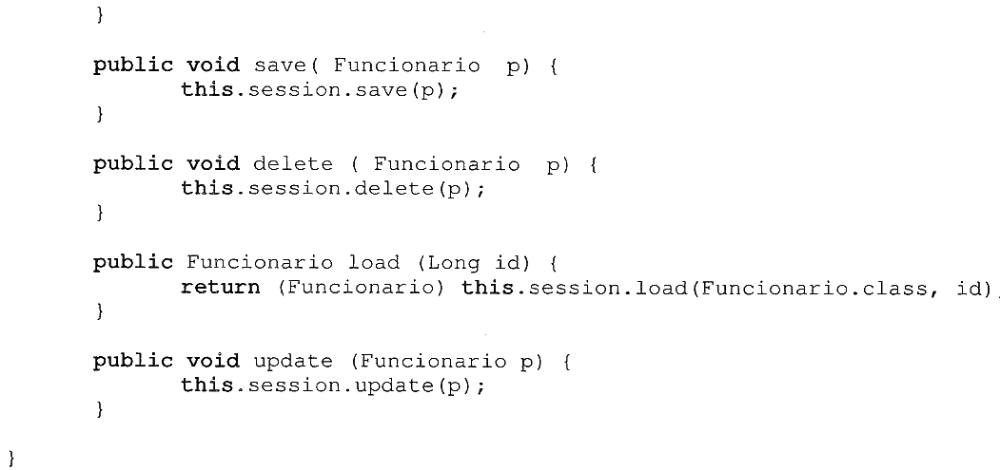 }
public void save( Funcionario p) {
this.session.save(p);
}
public void delete ( Funcionario p) {
this.session.delete(p);
}
public Funcionario load (Long id) {
return (Funcionario) this.session.load(Funcionario.class, id)
}
public void update (Funcionario p) {
this.session.update(p);
}
}